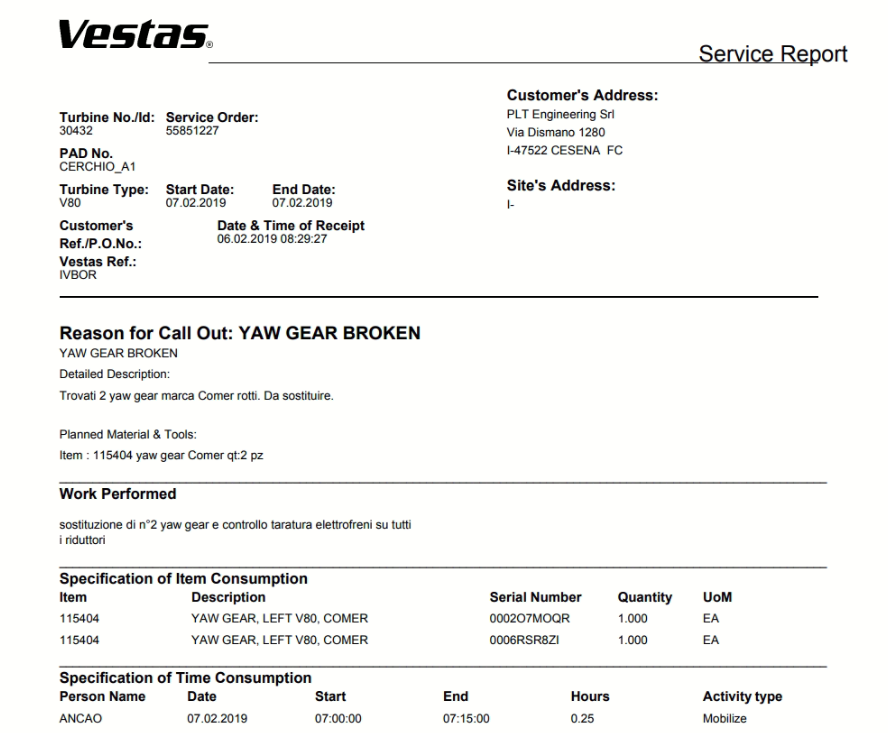 Vestas®
Service Report
Customer's Address:
PLT Engineering Srl
Via Dismano 1280
I-47522 CESENA FC
Site's Address:
I-
Turbine No./Id: Service Order:
30432 55851227
PAD No.
CERCHIO_A1
Turbine Type: Start Date: End Date:
V80 07.02.2019 07.02.2019
Customer's Date & Time of Receipt
Ref./P.O.No.: 06.02.2019 08:29:27
Vestas Ref.:
IVBOR
Reason for Call Out: YAW GEAR BROKEN
YAW GEAR BROKEN
Detailed Description:
Trovati 2 yaw gear marca Comer rotti. Da sostituire.
Planned Material & Tools:
Item : 115404 yaw gear Comer qt:2 pz
Work Performed
sostituzione di n°2 yaw gear e controllo taratura elettrofreni su tutti
i riduttori
Specification of Item Consumption
Item Description Serial Number Quantity UoM
115404 YAW GEAR, LEFT V80, COMER 0002O7MOQR 1.000 EA
115404 YAW GEAR, LEFT V80, COMER 0006RSR8ZI 1.000 EA
Specification of Time Consumption
Person Name Date Start End Hours Activity type
ANCAO 07.02.2019 07:00:00 07:15:00 0.25 Mobilize